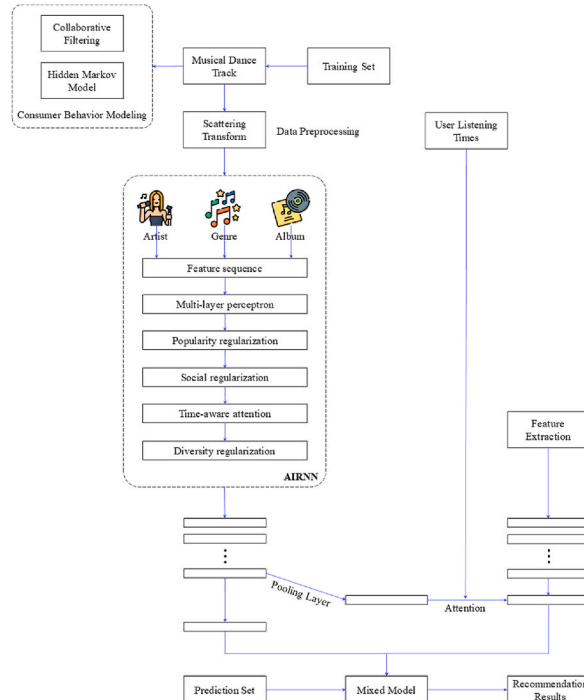 Collaborative
Filtering
Hidden Markov
Model
Consumer Behavior Modeling
Musical Dance
Track
Training Set
Scattering
Transform
Data Preprocessing
User Listening
Times
Artist
Genre
Album
Feature sequence
Multi-layer perceptron
Popularity regularization
Social regularization
Time-aware attention
Diversity regularization
AIRNN
Feature
Extraction
Pooling Layer
Attention
Prediction Set
Mixed Model
Recommendation
Results